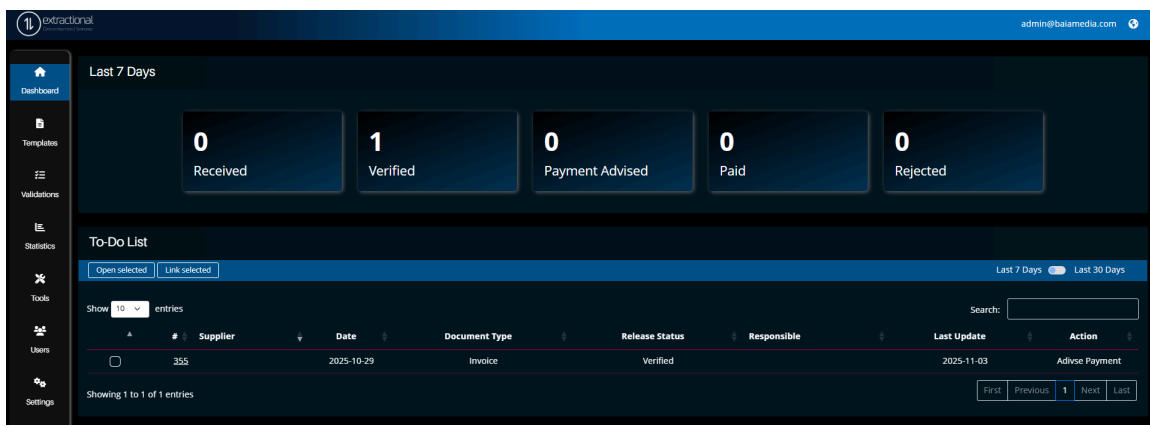 extractional
admin@baiamedia.com
Dashboard
Templates
Validations
Statistics
Tools
Users
Settings
Last 7 Days
0
Received
1
Verified
0
Payment Advised
0
Paid
0
Rejected
To-Do List
Open selected Link selected
Last 7 Days Last 30 Days
Show 10 entries
Search:
# Supplier Date Document Type Release Status Responsible Last Update Action
355 2025-10-29 Invoice Verified 2025-11-03 Adivse Payment
Showing 1 to 1 of 1 entries
First Previous 1 Next Last